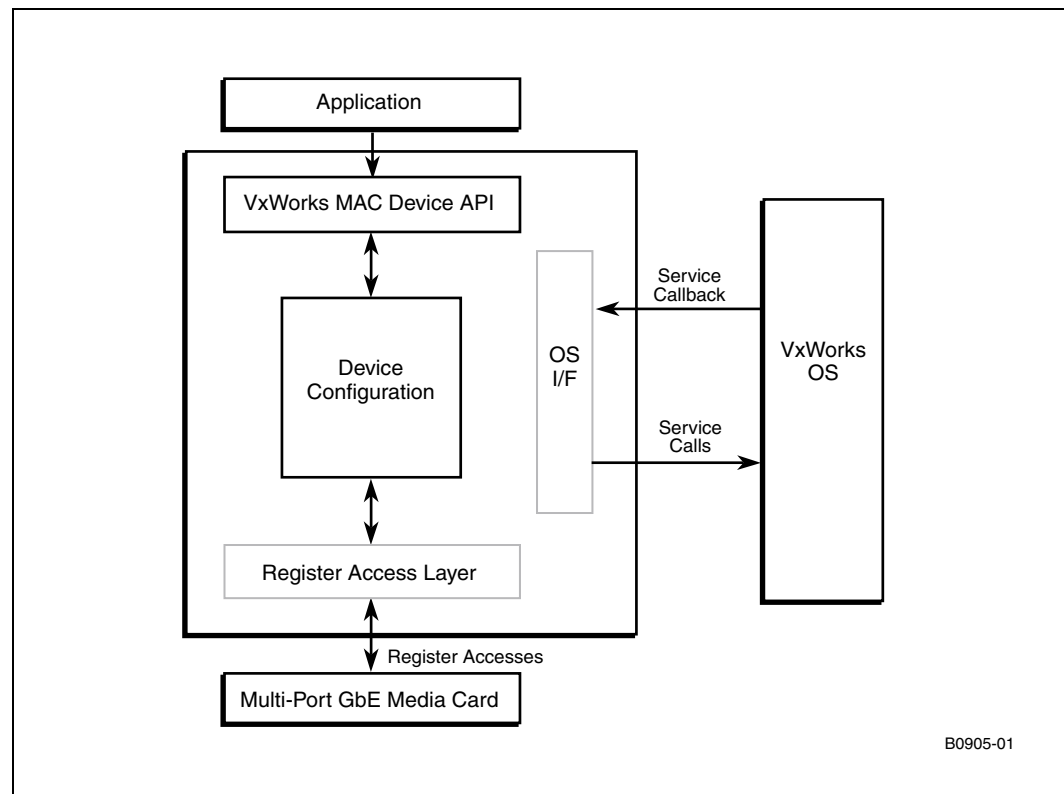 Application
VxWorks MAC Device API
Service
Callback
Device
Configuration
OS
I/F
VxWorks
OS
Service
Calls
Register Access Layer
Register Accesses
Multi-Port GbE Media Card
B0905-01